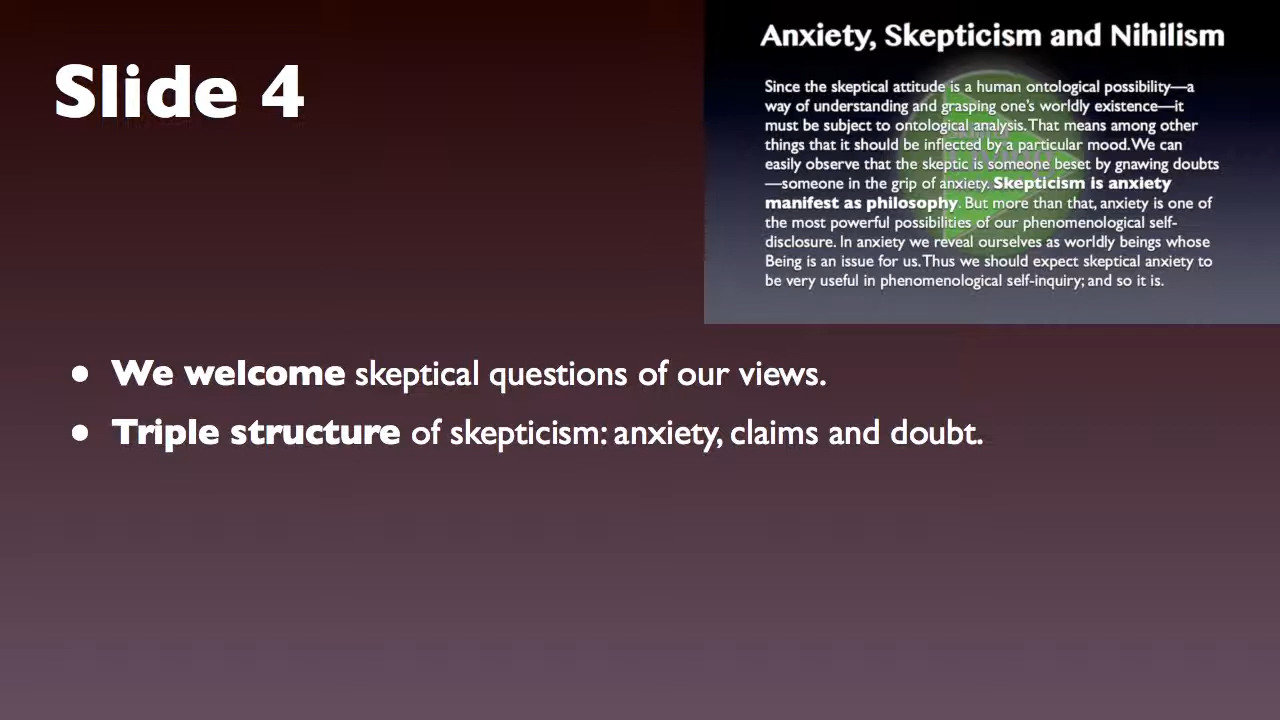 Slide 4
Anxiety, Skepticism and Nihilism
Since the skeptical attitude is a human ontological possibility—a
way of understanding and grasping one's worldly existence—it
must be subject to ontological analysis. That means among other
things that it should be inflected by a particular mood. We can
easily observe that the skeptic is someone beset by gnawing doubts
—someone in the grip of anxiety. Skepticism is anxiety
manifest as philosophy. But more than that, anxiety is one of
the most powerful possibilities of our phenomenological self-
disclosure. In anxiety we reveal ourselves as worldly beings whose
Being is an issue for us. Thus we should expect skeptical anxiety to
be very useful in phenomenological self-inquiry; and so it is.
• We welcome skeptical questions of our views.
• Triple structure of skepticism: anxiety, claims and doubt.